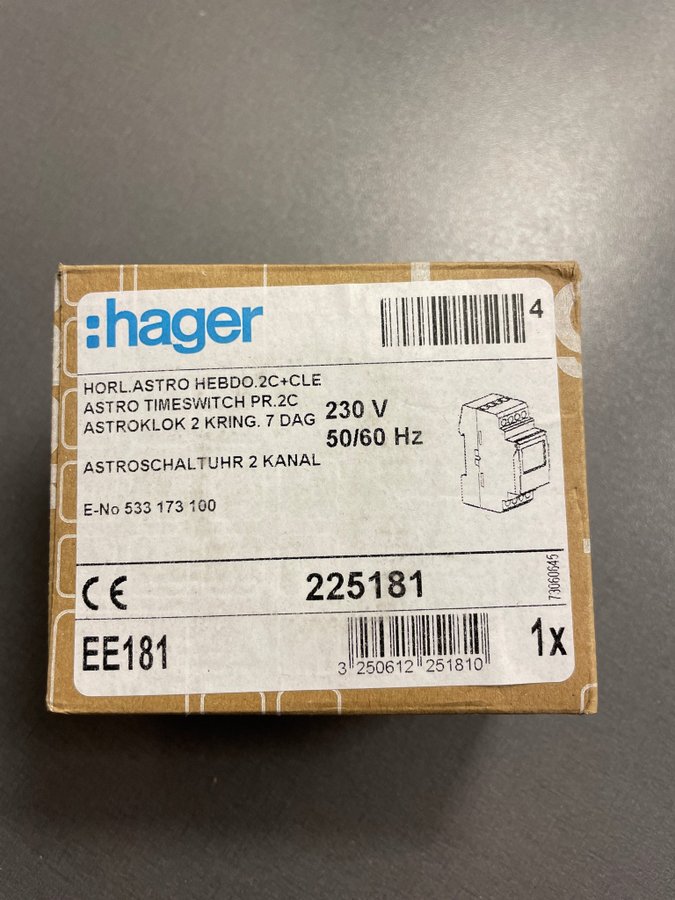 :hager
4
HORL.ASTRO HEBDO.2C+CLE
ASTRO TIMESWITCH PR.2C
ASTROKLOK 2 KRING. 7 DAG
230 V
50/60 Hz
ASTROSCHALTUHR 2 KANAL
E-No 533 173 100
CE
225181
73060645
EE181
3 250612 251810
1x